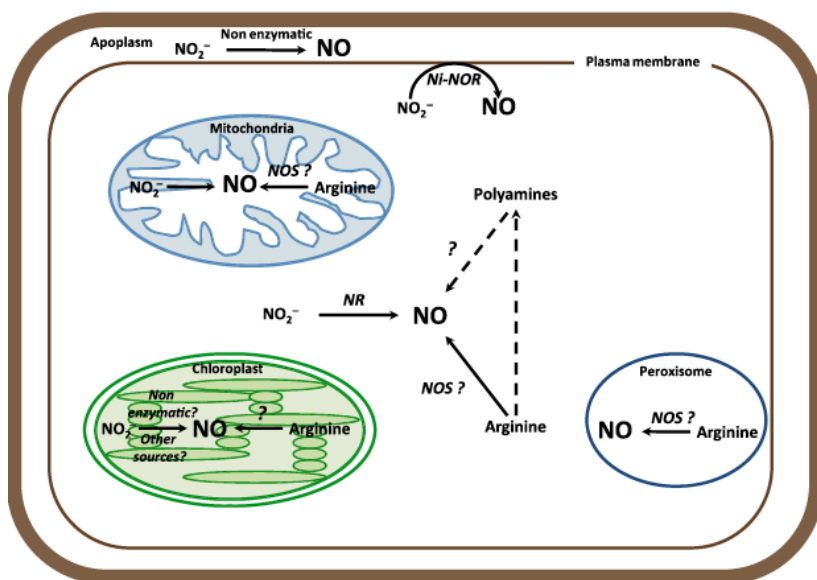 Apoplasm NO₂⁻ Non enzymatic NO
Plasma membrane
Ni-NOR
NO₂⁻ NO
Mitochondria
NO₂⁻ NO NOS ? Arginine
Polyamines
?
NO₂⁻ NR NO
NOS ?
Arginine
Chloroplast
Non
enzymatic?
NO₂ NO ? Arginine
Other
sources?
Peroxisome
NO NOS ? Arginine